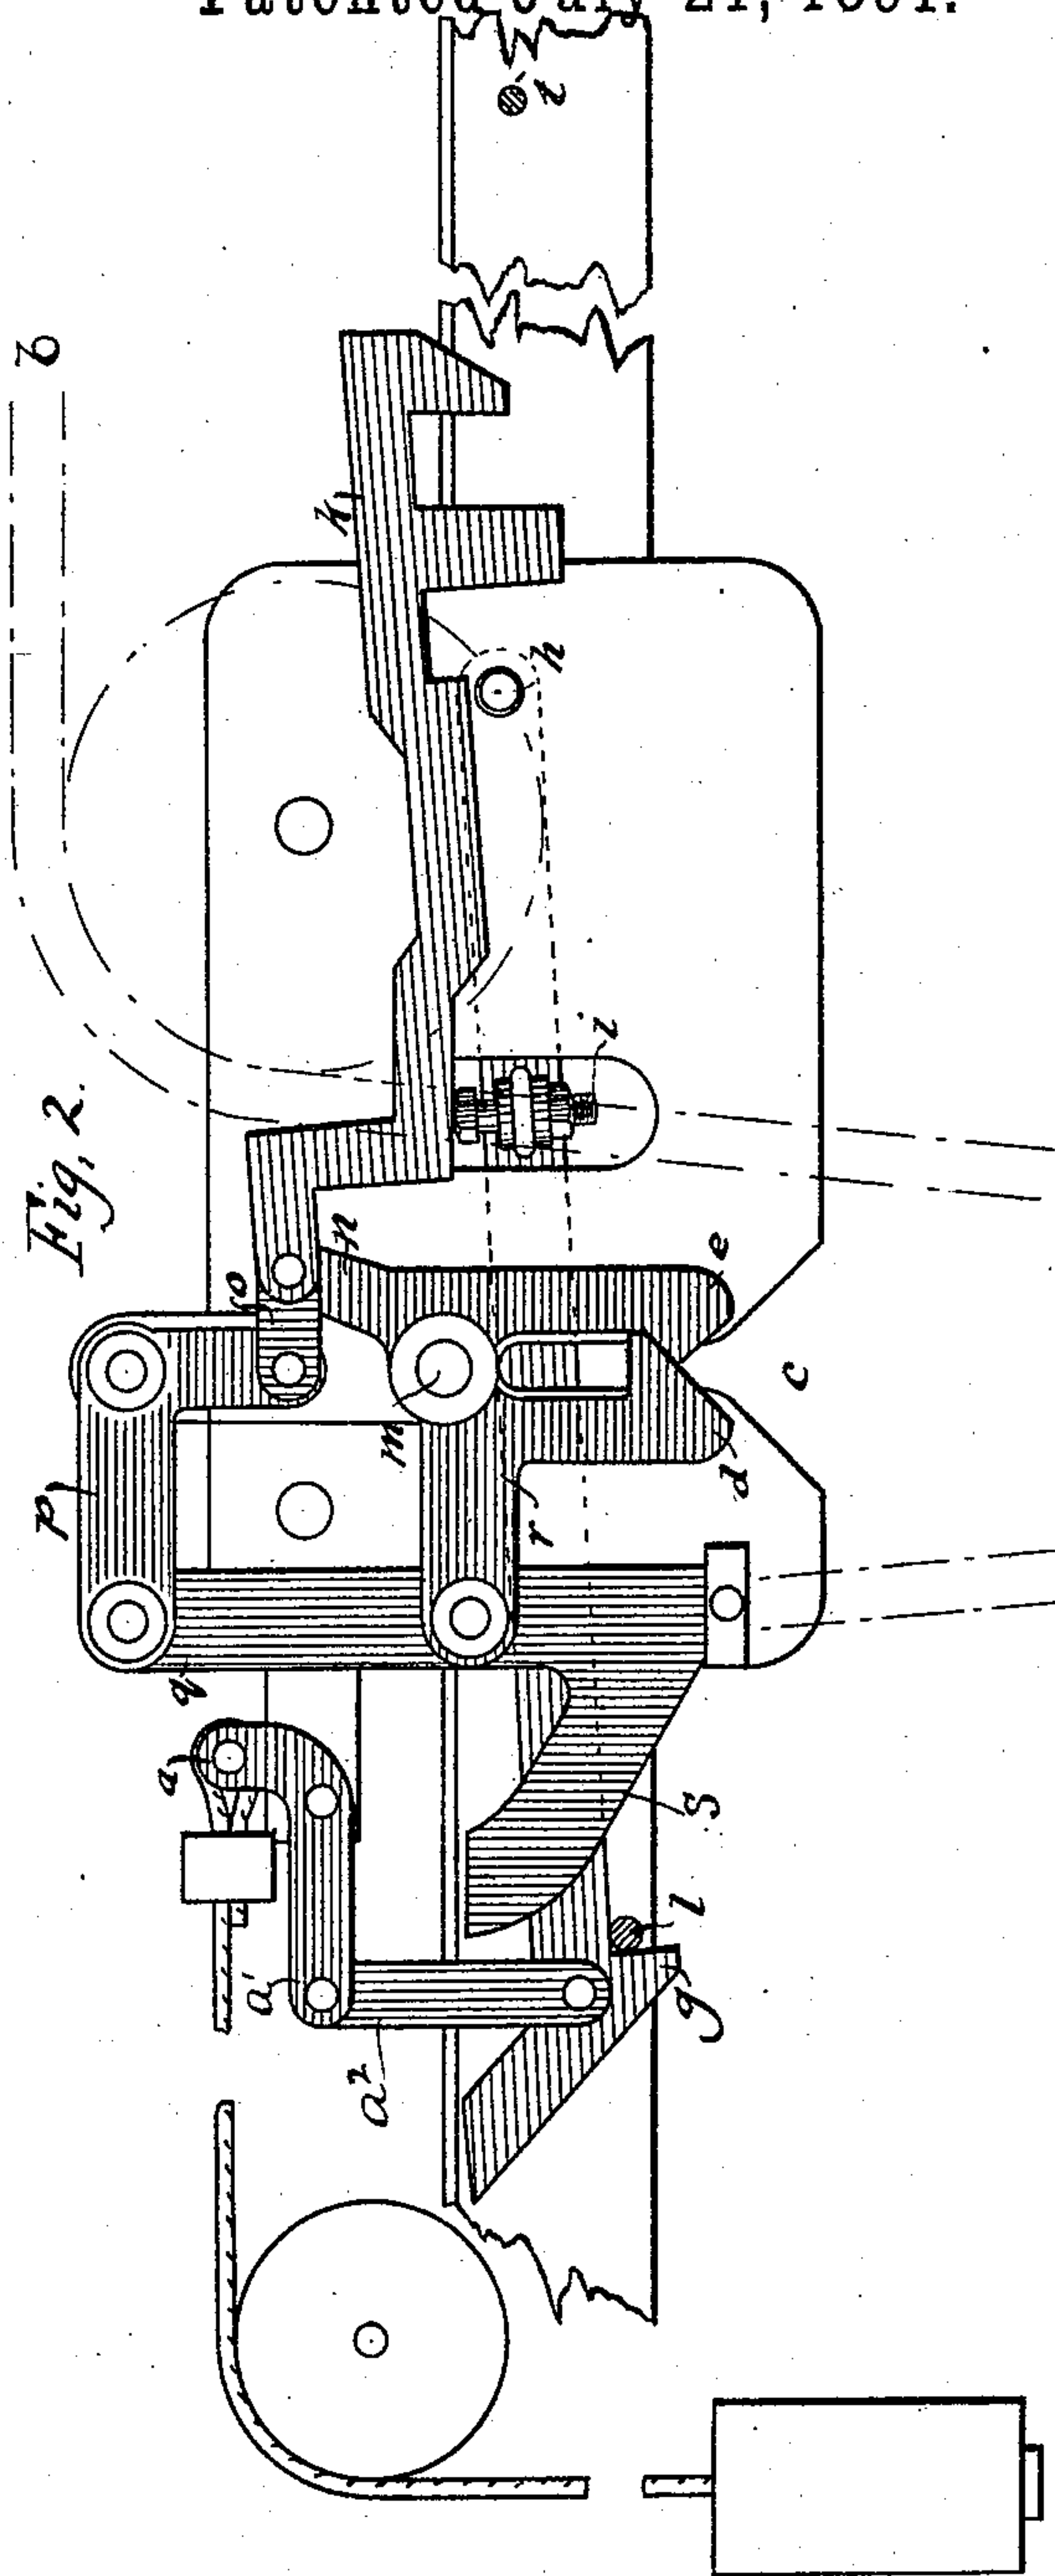 Patented July 21, 1891.
Fig. 2.
b
t
k
h
i
n
o
e
m
c
p
r
d
q
a
s
l
a'
g
a²